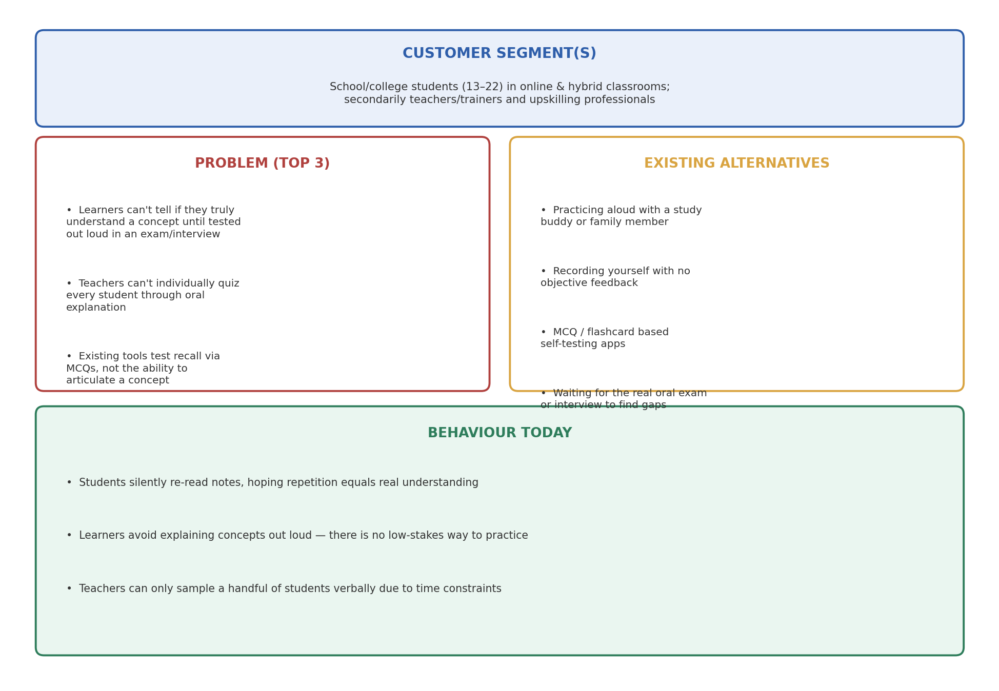 CUSTOMER SEGMENT(S)
School/college students (13–22) in online & hybrid classrooms;
secondarily teachers/trainers and upskilling professionals
PROBLEM (TOP 3)
• Learners can't tell if they truly
understand a concept until tested
out loud in an exam/interview
• Teachers can't individually quiz
every student through oral
explanation
• Existing tools test recall via
MCQs, not the ability to
articulate a concept
EXISTING ALTERNATIVES
• Practicing aloud with a study
buddy or family member
• Recording yourself with no
objective feedback
• MCQ / flashcard based
self-testing apps
• Waiting for the real oral exam
or interview to find gaps
BEHAVIOUR TODAY
• Students silently re-read notes, hoping repetition equals real understanding
• Learners avoid explaining concepts out loud — there is no low-stakes way to practice
• Teachers can only sample a handful of students verbally due to time constraints